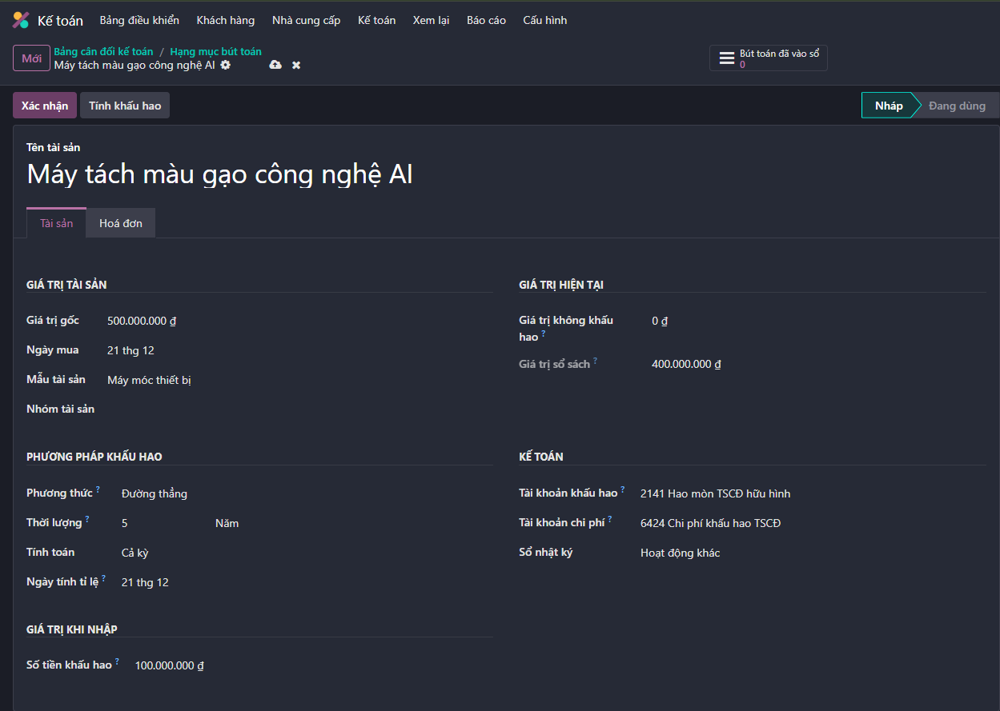 Kế toán Bảng điều khiển Khách hàng Nhà cung cấp Kế toán Xem lại Báo cáo Cấu hình
Mới
Bảng cân đối kế toán / Hạng mục bút toán
Máy tách màu gạo công nghệ AI
Bút toán đã vào sổ
0
Xác nhận Tính khấu hao
Nháp Đang dùng
Tên tài sản
Máy tách màu gạo công nghệ AI
Tài sản Hoá đơn
GIÁ TRỊ TÀI SẢN
Giá trị gốc 500.000.000 ₫
Ngày mua 21 thg 12
Mẫu tài sản Máy móc thiết bị
Nhóm tài sản
GIÁ TRỊ HIỆN TẠI
Giá trị không khấu
hao ? 0 ₫
Giá trị sổ sách ? 400.000.000 ₫
PHƯƠNG PHÁP KHẤU HAO
Phương thức ? Đường thẳng
Thời lượng ? 5 Năm
Tính toán Cả kỳ
Ngày tính tỉ lệ ? 21 thg 12
KẾ TOÁN
Tài khoản khấu hao ? 2141 Hao mòn TSCĐ hữu hình
Tài khoản chi phí ? 6424 Chi phí khấu hao TSCĐ
Sổ nhật ký Hoạt động khác
GIÁ TRỊ KHI NHẬP
Số tiền khấu hao ? 100.000.000 ₫